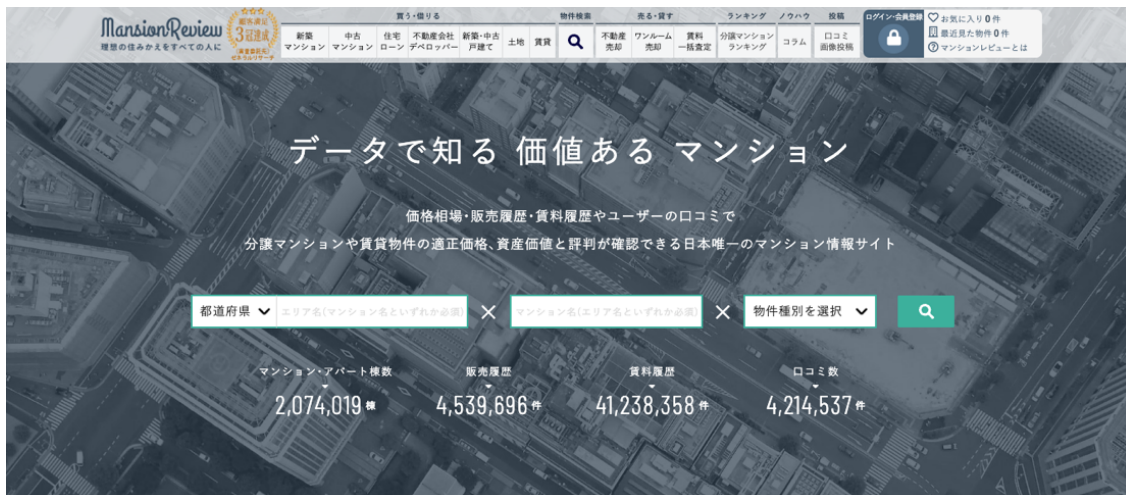 MansionReview
理想の住みかえをすべての人に
顧客満足
3冠達成
買う・借りる
新築
マンション
中古
マンション
住宅
ローン
不動産会社
デベロッパー
新築・中古
戸建て
土地
賃貸
物件検索
売る・貸す
不動産
売却
ワンルーム
売却
賃料
一括査定
ランキング
分譲マンション
ランキング
ノウハウ
コラム
投稿
口コミ
画像投稿
ログイン・会員登録
お気に入り0件
最近見た物件0件
マンションレビューとは
データで知る 価値ある マンション
価格相場・販売履歴・賃料履歴やユーザーの口コミで
分譲マンションや賃貸物件の適正価格、資産価値と評判が確認できる日本唯一のマンション情報サイト
都道府県 エリア名(マンション名といずれか必須) × マンション名(エリア名といずれか必須) × 物件種別を選択
マンション・アパート棟数 販売履歴 賃料履歴 口コミ数
2,074,019棟 4,539,696件 41,238,358件 4,214,537件